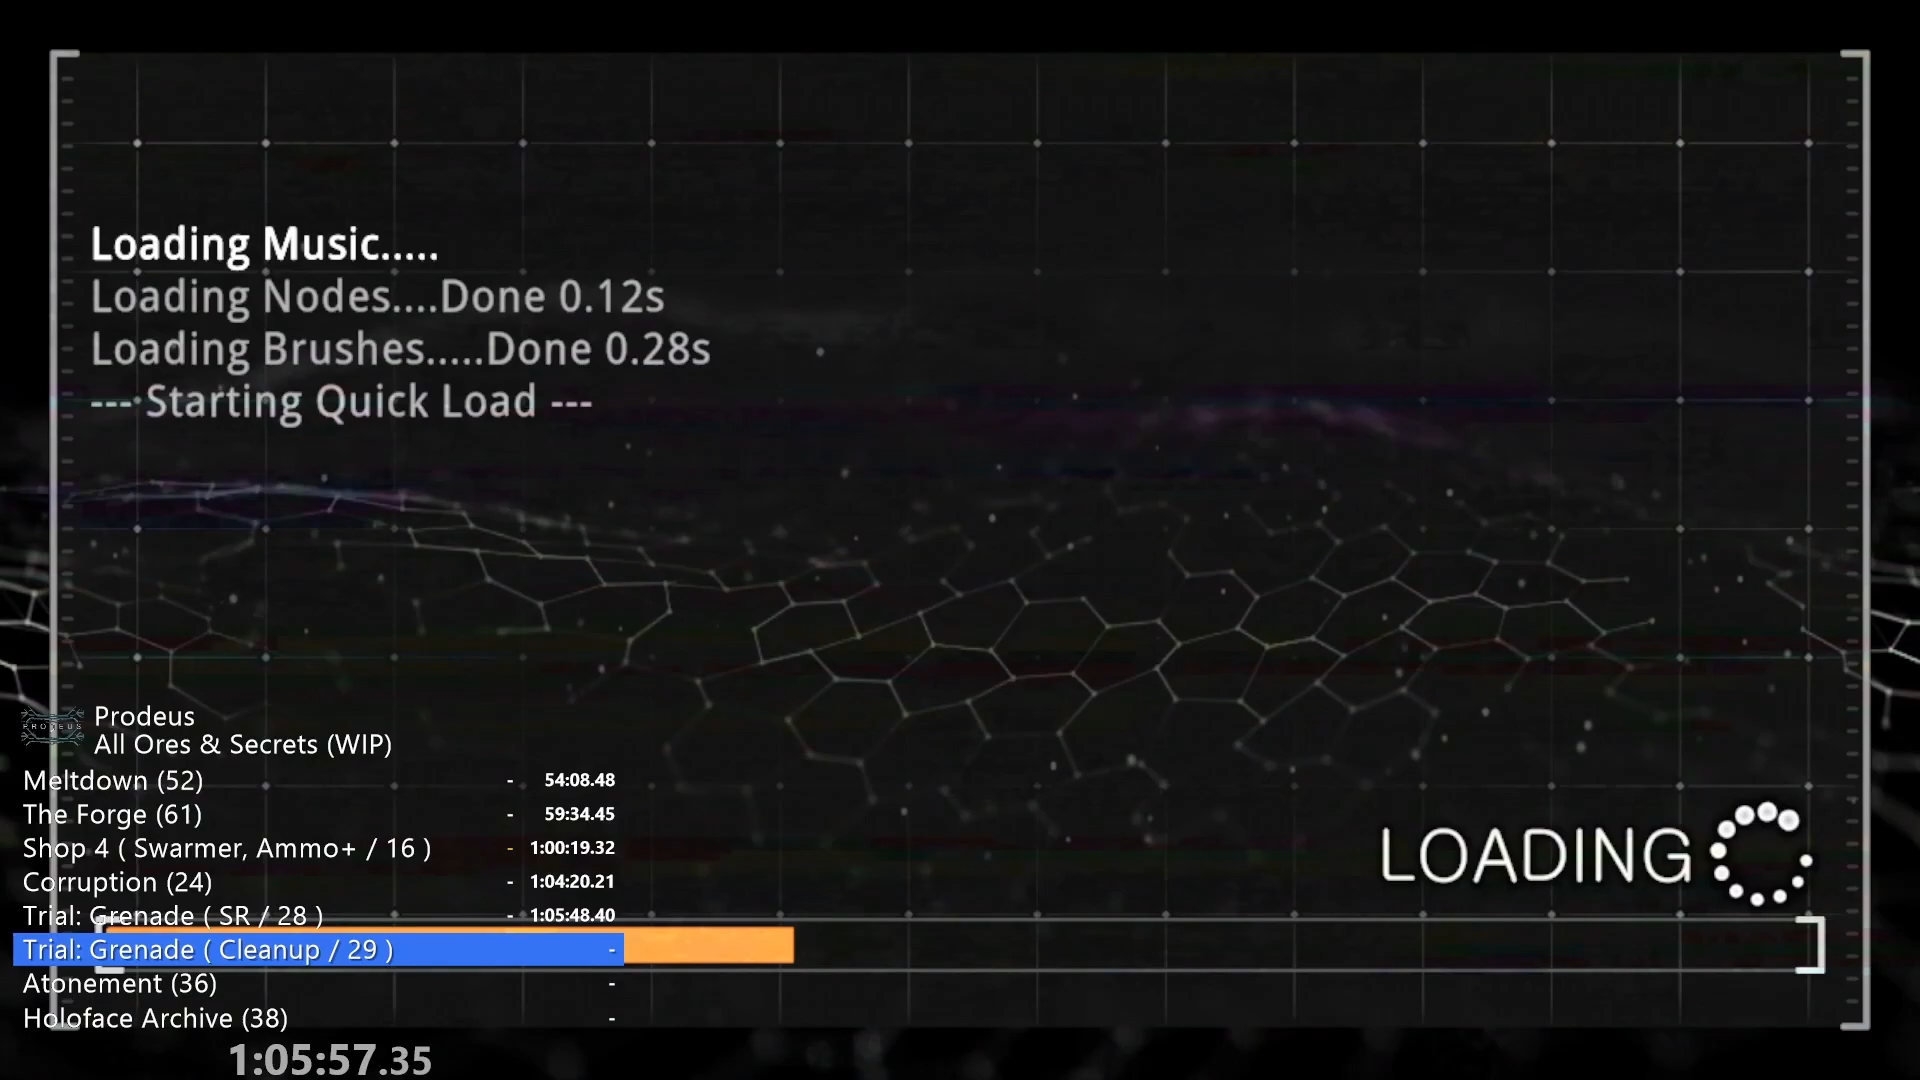 Loading Music.....
Loading Nodes....Done 0.12s
Loading Brushes.....Done 0.28s
--- Starting Quick Load ---
LOADING
PRODEUS
Prodeus
All Ores & Secrets (WIP)
Meltdown (52) - 54:08.48
The Forge (61) - 59:34.45
Shop 4 ( Swarmer, Ammo+ / 16 ) - 1:00:19.32
Corruption (24) - 1:04:20.21
Trial: Grenade ( SR / 28 ) - 1:05:48.40
Trial: Grenade ( Cleanup / 29 ) -
Atonement (36) -
Holoface Archive (38) -
1:05:57.35